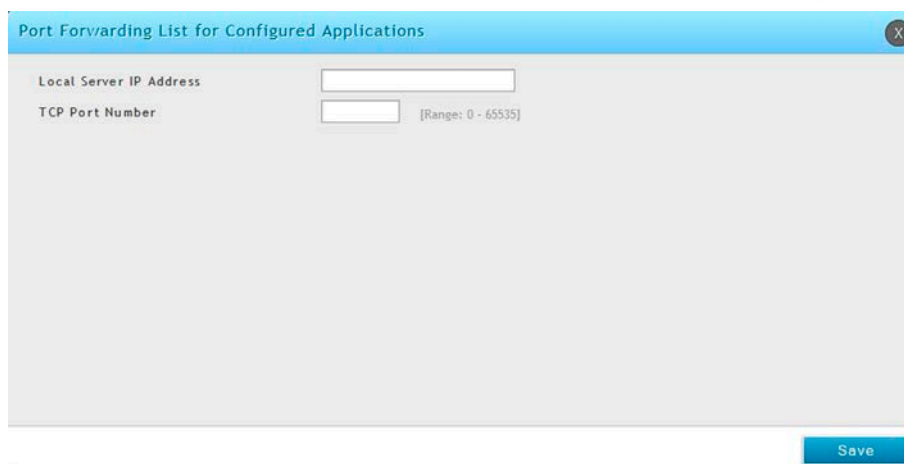 Port Forwarding List for Configured Applications
X
Local Server IP Address
TCP Port Number [Range: 0 - 65535]
Save